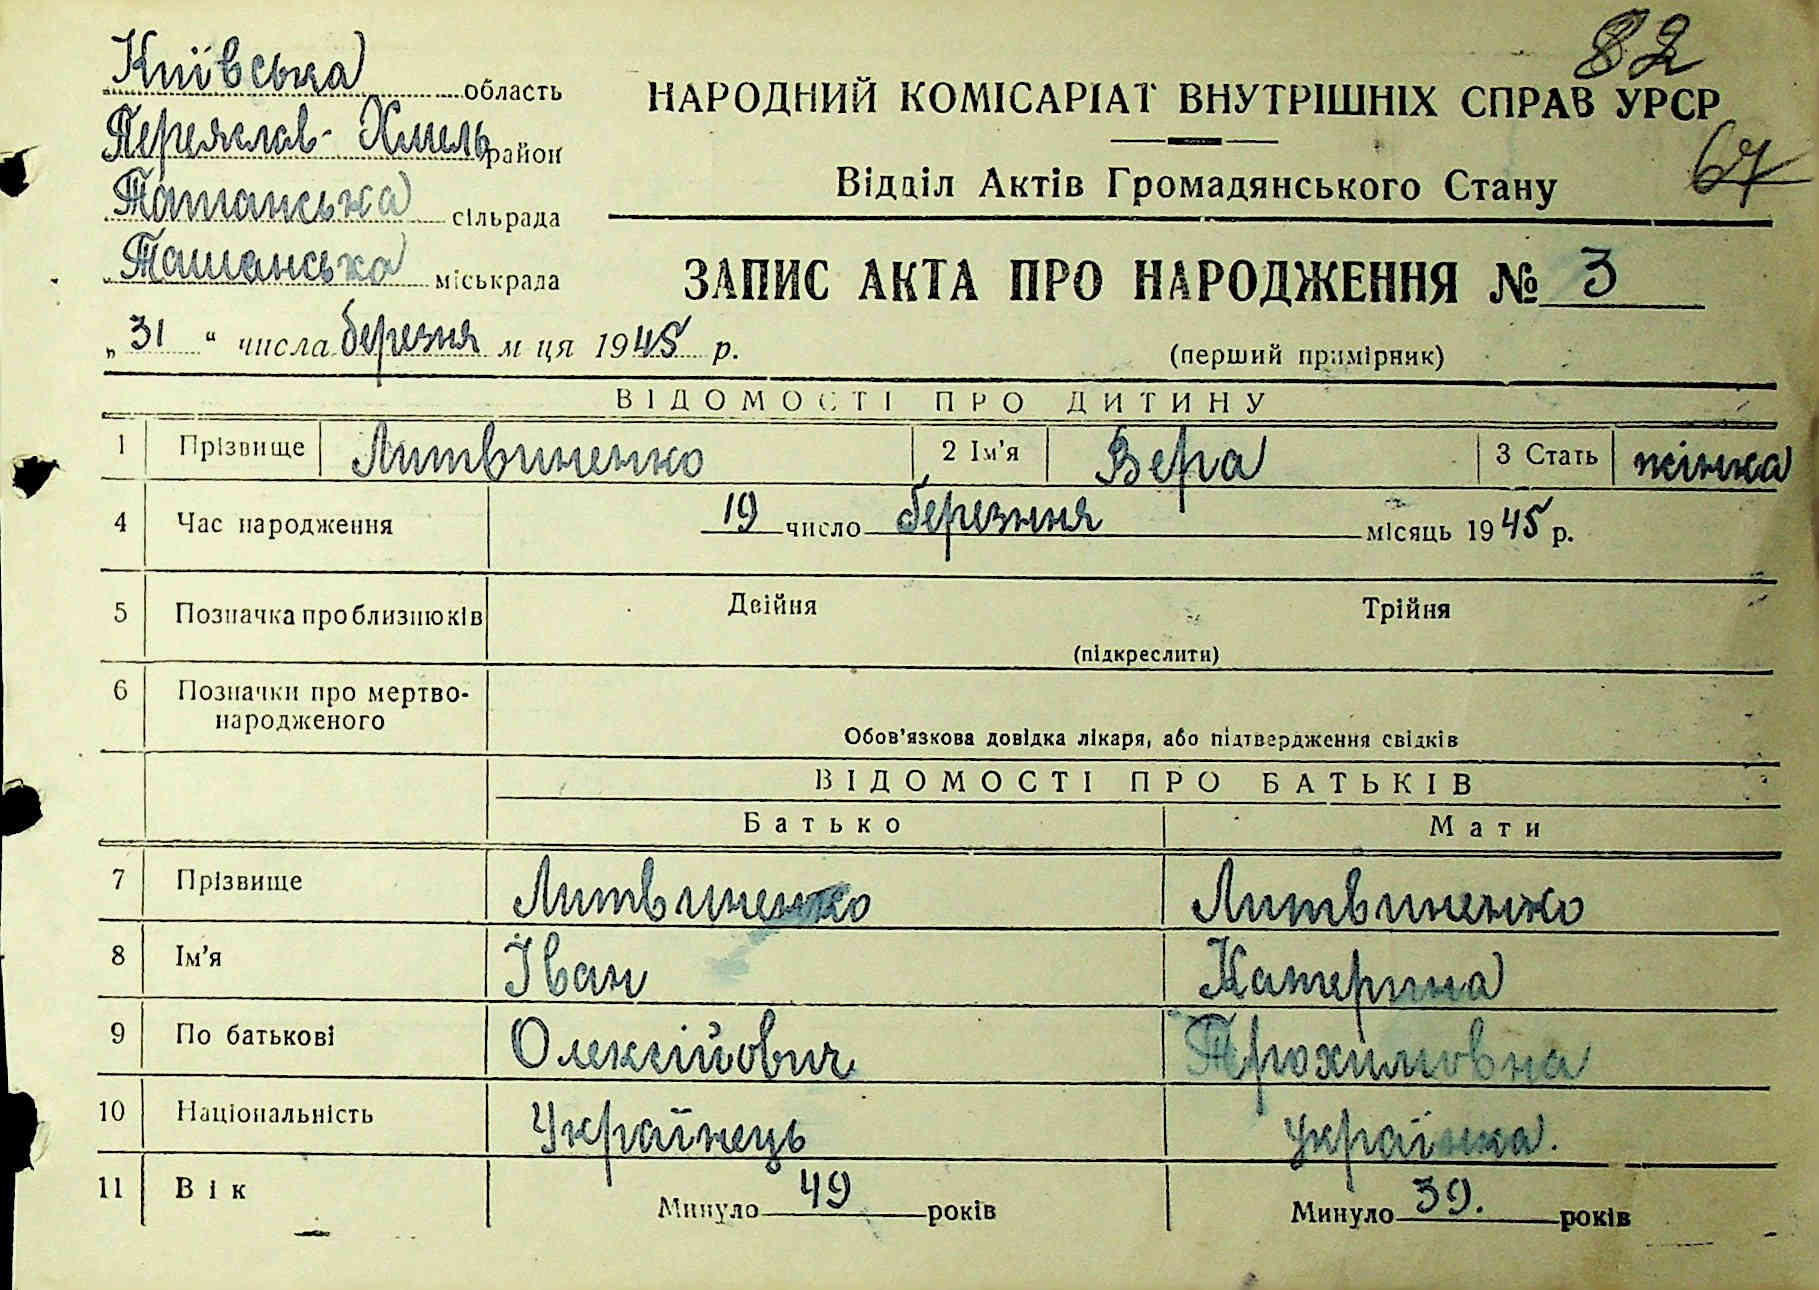 82
Київська область
НАРОДНИЙ КОМІСАРІАТ ВНУТРІШНІХ СПРАВ УРСР
Переяслав-Хмель район
67
Відділ Актів Громадянського Стану
Ташанська сільрада
Ташанська міськрада
ЗАПИС АКТА ПРО НАРОДЖЕННЯ № 3
„ 31 “ числа березня м ця 1945 р.
(перший примірник)
ВІДОМОСТІ ПРО ДИТИНУ
1 Прізвище Литвиненко 2 Ім'я Вера 3 Стать жінка
4 Час народження 19 число березння місяць 1945 р.
5 Позначка про близнюків Двійня Трійня
(підкреслити)
6 Позначки про мертво-
народженого
Обов'язкова довідка лікаря, або підтвердження свідків
ВІДОМОСТІ ПРО БАТЬКІВ
Батько Мати
7 Прізвище Литвиненко Литвиненко
8 Ім'я Іван Катерина
9 По батькові Олексійович Трохимовна
10 Національність Українець Українка.
11 Вік Минуло 49 років Минуло 39. років